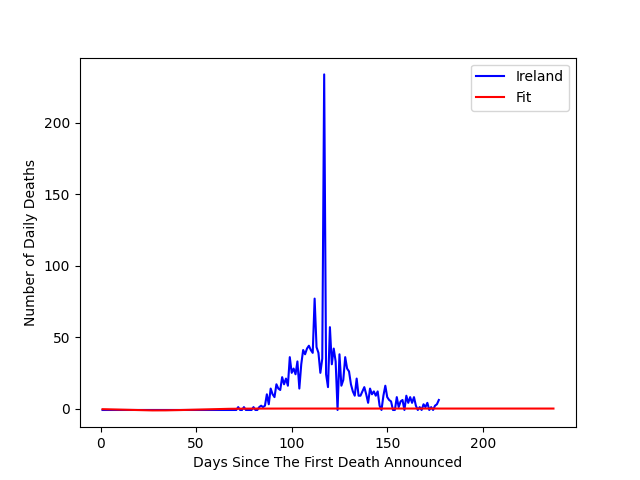 Ireland
Fit
Number of Daily Deaths
200
150
100
50
0
0 50 100 150 200
Days Since The First Death Announced